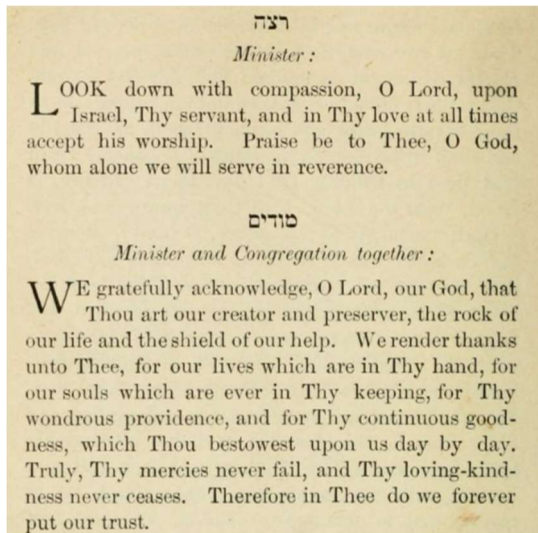 רצה
Minister:
LOOK down with compassion, O Lord, upon
Israel, Thy servant, and in Thy love at all times
accept his worship. Praise be to Thee, O God,
whom alone we will serve in reverence.
מודים
Minister and Congregation together:
WE gratefully acknowledge, O Lord, our God, that
Thou art our creator and preserver, the rock of
our life and the shield of our help. We render thanks
unto Thee, for our lives which are in Thy hand, for
our souls which are ever in Thy keeping, for Thy
wondrous providence, and for Thy continuous good-
ness, which Thou bestowest upon us day by day.
Truly, Thy mercies never fail, and Thy loving-kind-
ness never ceases. Therefore in Thee do we forever
put our trust.